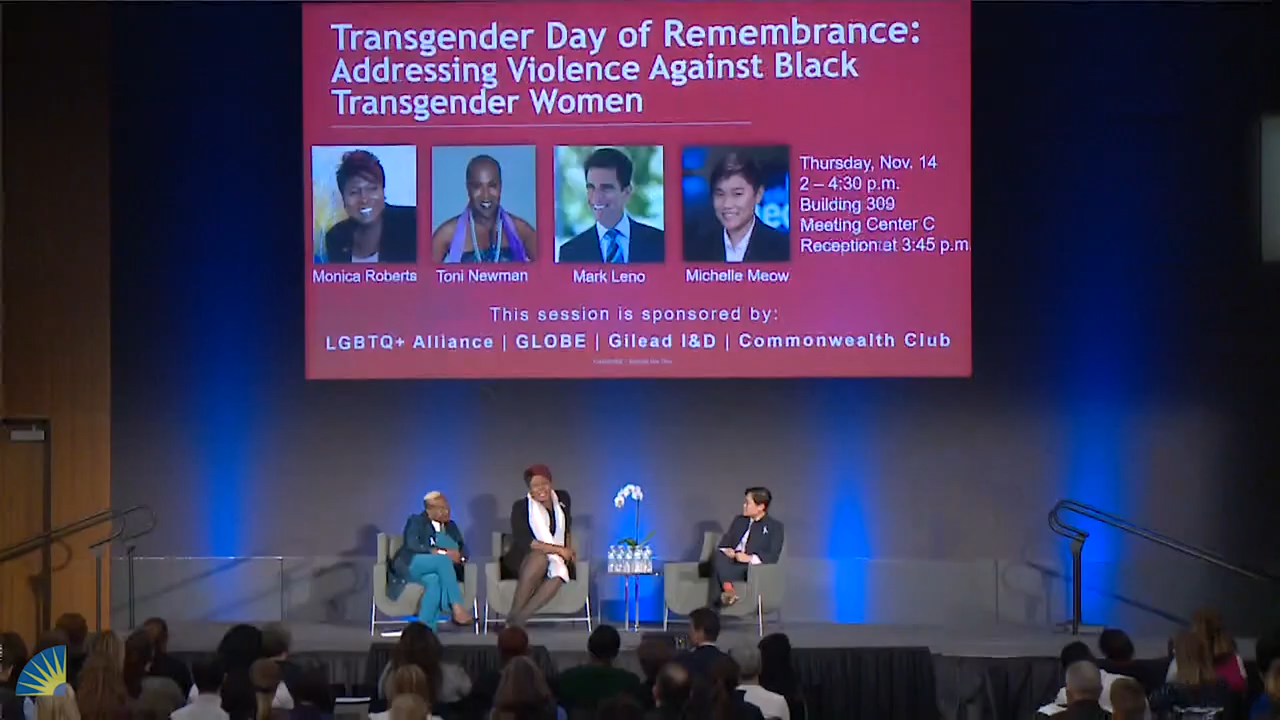 Transgender Day of Remembrance:
Addressing Violence Against Black
Transgender Women
Thursday, Nov. 14
2 – 4:30 p.m.
Building 309
Meeting Center C
Reception at 3:45 p.m
Monica Roberts
Toni Newman
Mark Leno
Michelle Meow
This session is sponsored by:
LGBTQ+ Alliance | GLOBE | Gilead I&D | Commonwealth Club